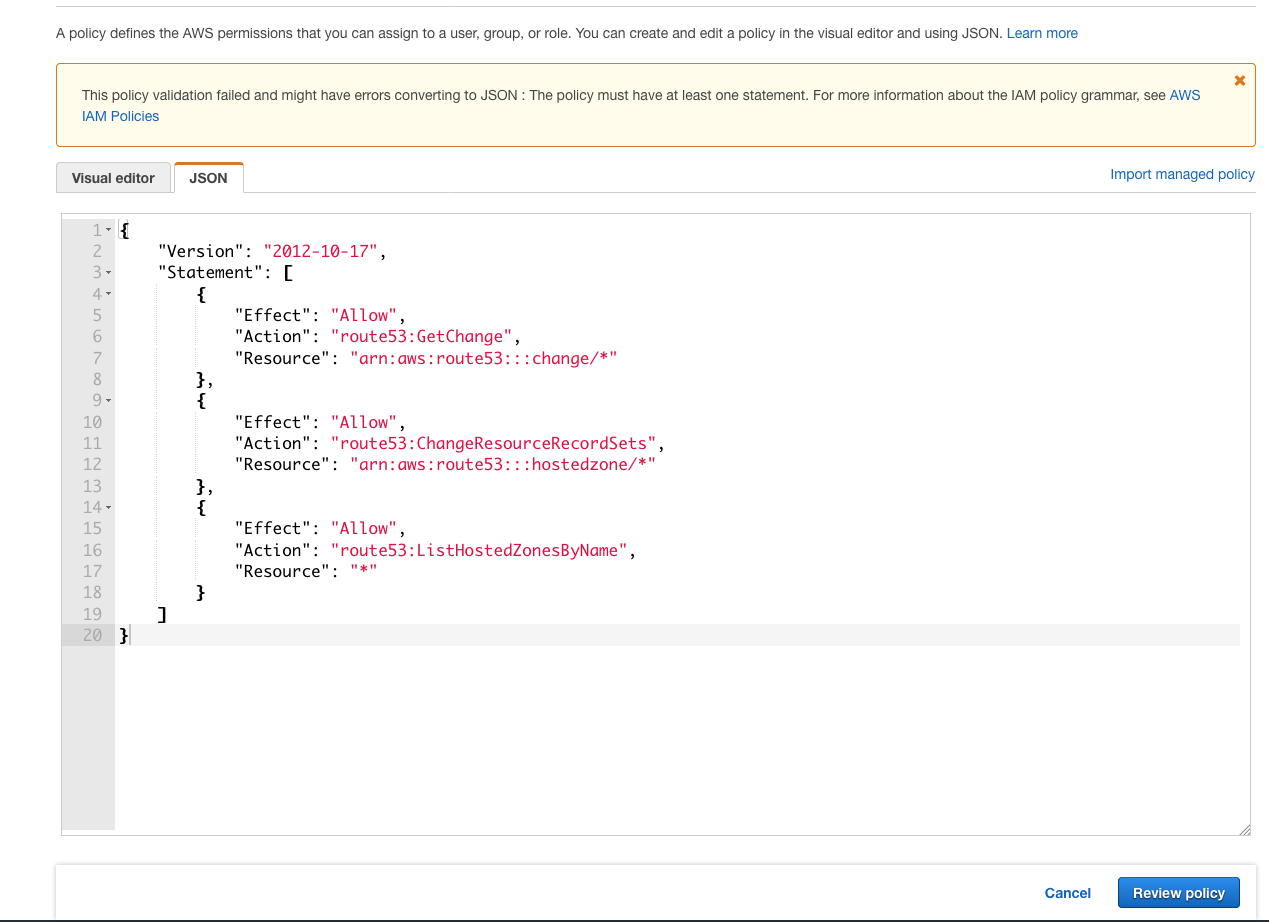 A policy defines the AWS permissions that you can assign to a user, group, or role. You can create and edit a policy in the visual editor and using JSON. Learn more
This policy validation failed and might have errors converting to JSON : The policy must have at least one statement. For more information about the IAM policy grammar, see AWS
IAM Policies
Visual editor JSON Import managed policy
1 {
2 "Version": "2012-10-17",
3 "Statement": [
4 {
5 "Effect": "Allow",
6 "Action": "route53:GetChange",
7 "Resource": "arn:aws:route53:::change/*"
8 },
9 {
10 "Effect": "Allow",
11 "Action": "route53:ChangeResourceRecordSets",
12 "Resource": "arn:aws:route53:::hostedzone/*"
13 },
14 {
15 "Effect": "Allow",
16 "Action": "route53:ListHostedZonesByName",
17 "Resource": "*"
18 }
19 ]
20 }
Cancel Review policy